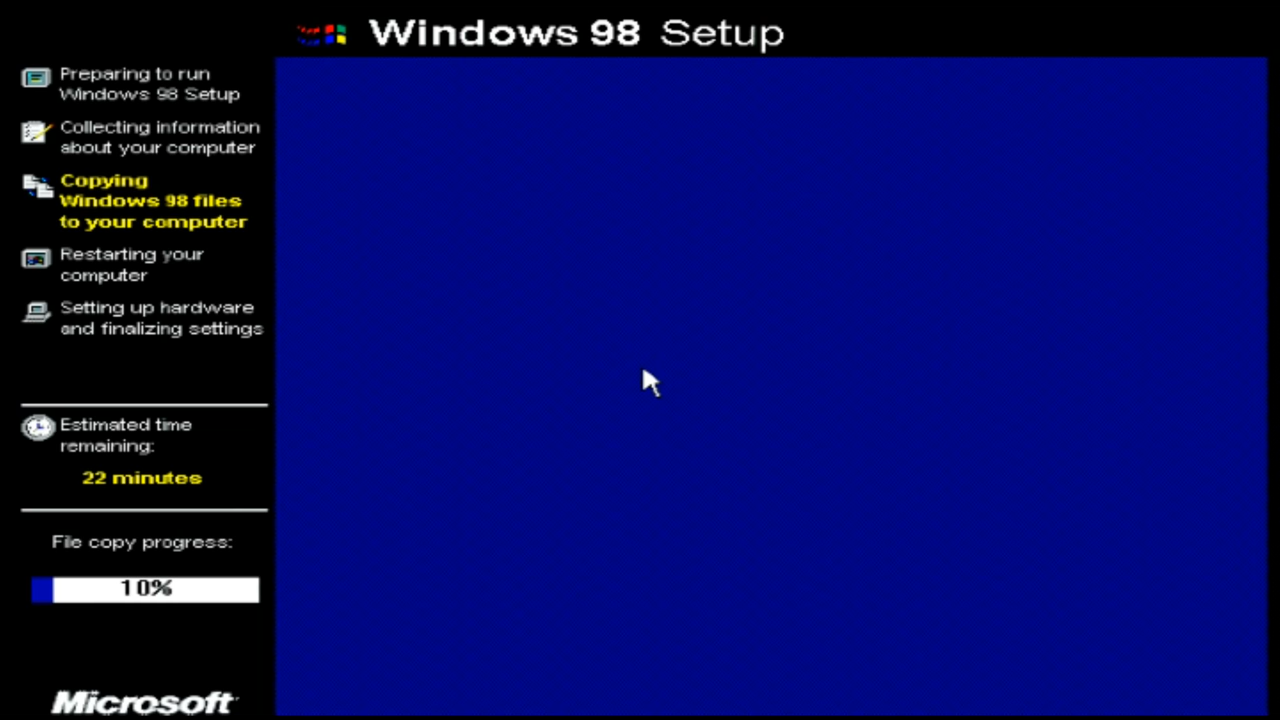 Windows 98 Setup
Preparing to run
Windows 98 Setup
Collecting information
about your computer
Copying
Windows 98 files
to your computer
Restarting your
computer
Setting up hardware
and finalizing settings
Estimated time
remaining:
22 minutes
File copy progress:
10%
Microsoft